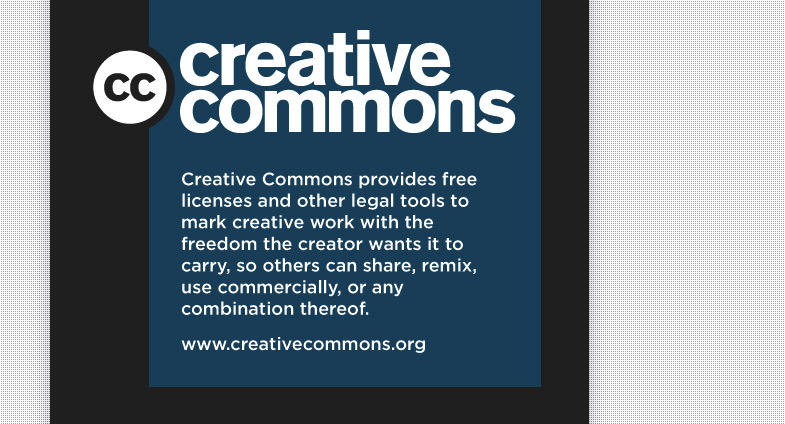 cc
creative
commons
Creative Commons provides free
licenses and other legal tools to
mark creative work with the
freedom the creator wants it to
carry, so others can share, remix,
use commercially, or any
combination thereof.
www.creativecommons.org